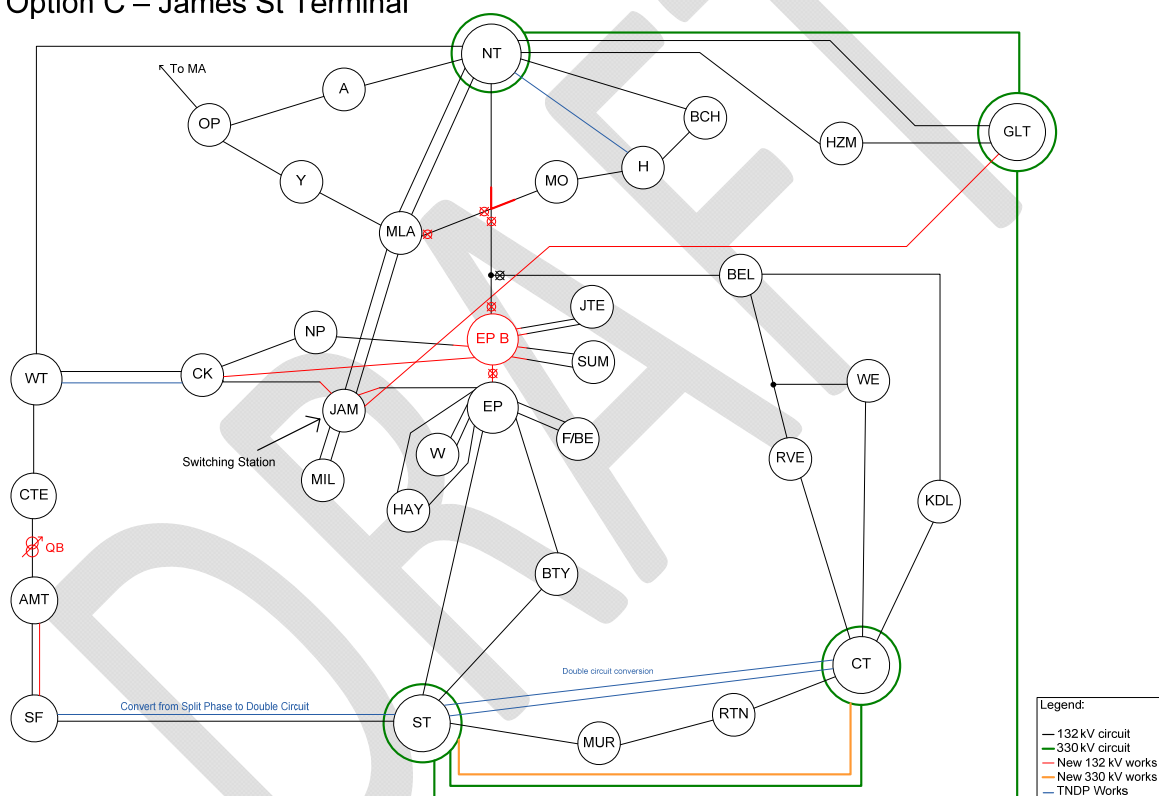 Option C – James St Terminal
NT
To MA
A
BCH
OP
GLT
HZM
H
MO
Y
MLA
BEL
JTE
NP
EP B
SUM
WT
CK
WE
JAM
EP
F/BE
W
Switching Station
RVE
MIL
CTE
KDL
HAY
QB
BTY
AMT
CT
Double circuit conversion
Convert from Split Phase to Double Circuit
SF
ST
RTN
MUR
Legend:
132 kV circuit
330 kV circuit
New 132 kV works
New 330 kV works
TNDP Works
DRAFT